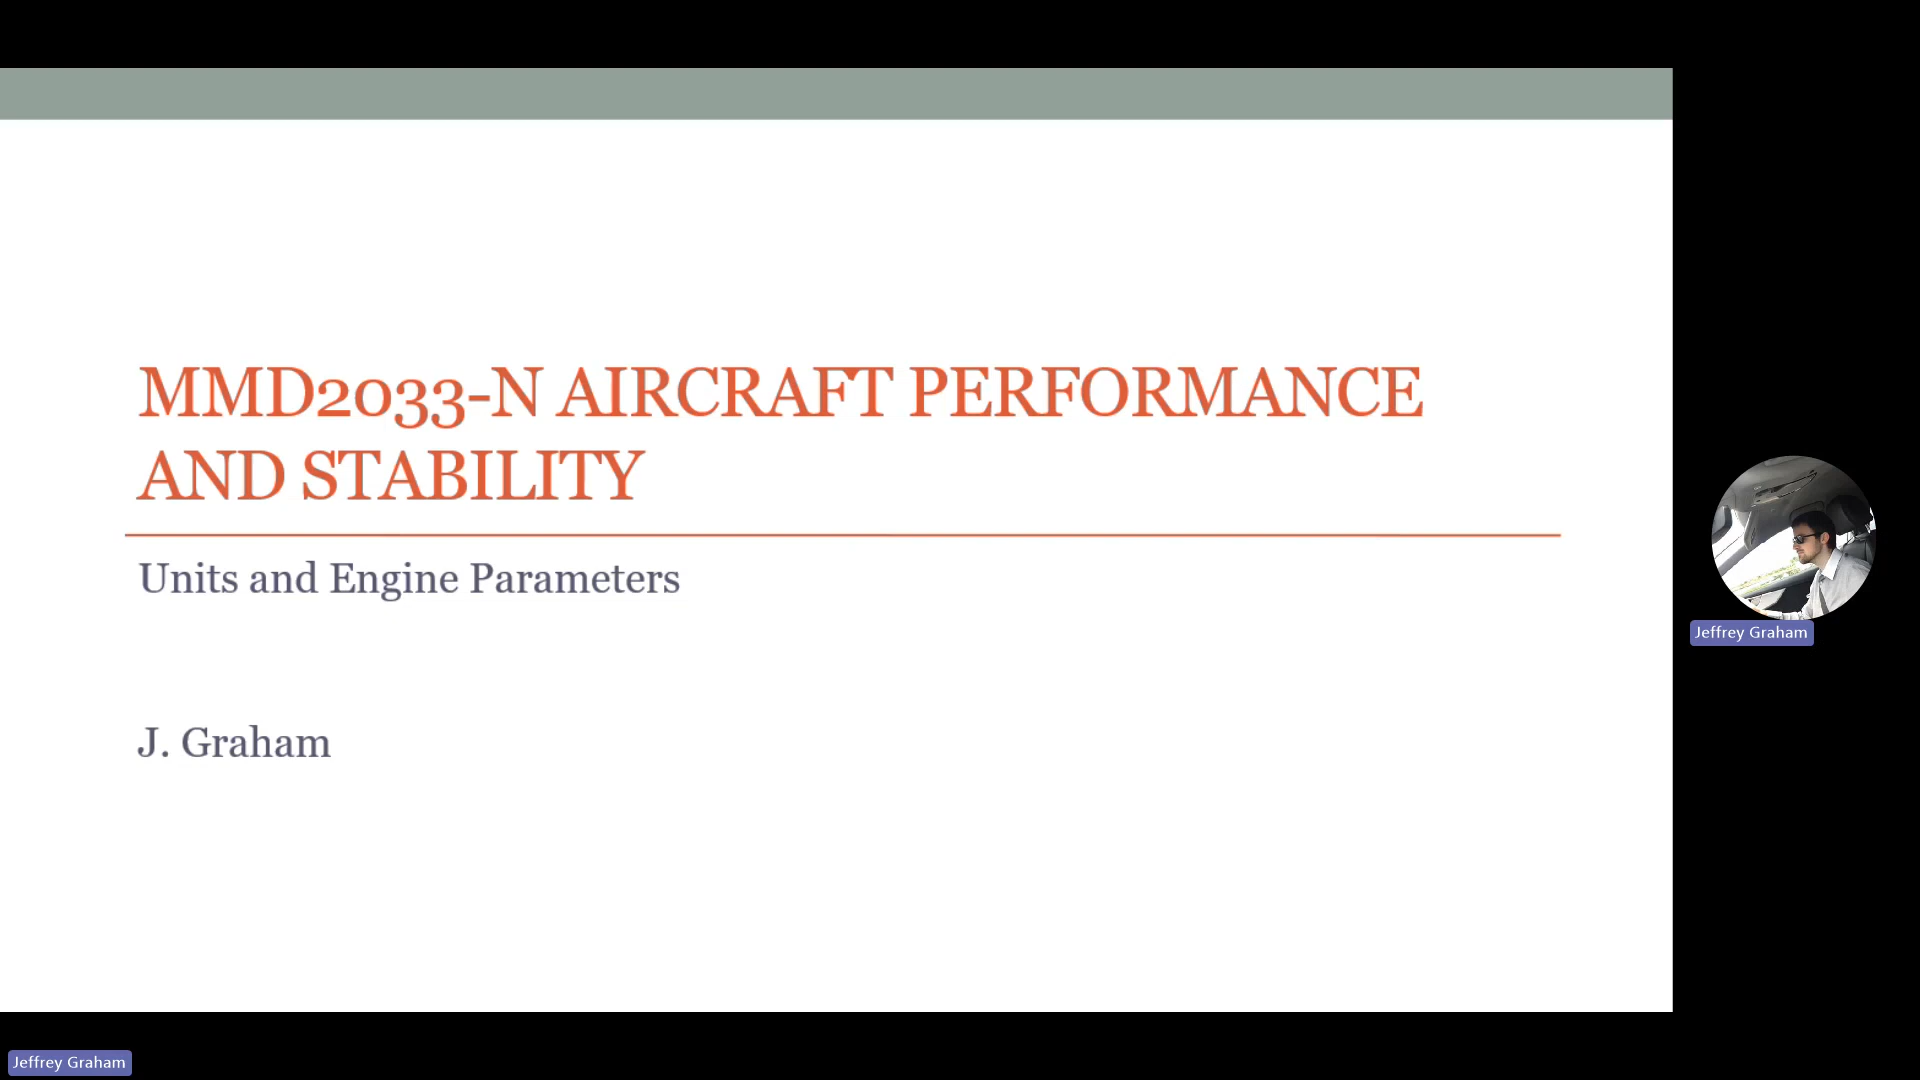 MMD2033-N AIRCRAFT PERFORMANCE
AND STABILITY
Units and Engine Parameters
J. Graham
Jeffrey Graham
Jeffrey Graham